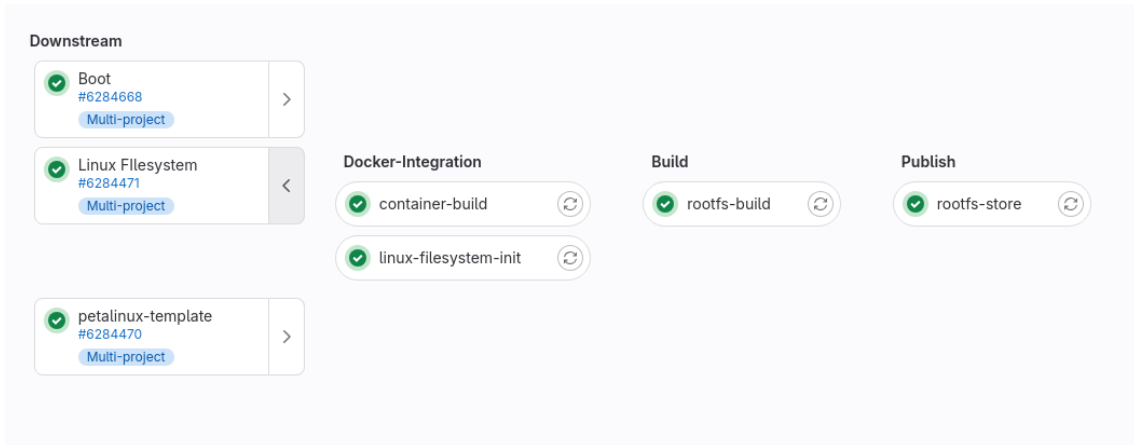 Downstream
Boot
#6284668
Multi-project
Linux FIlesystem
#6284471
Multi-project
petalinux-template
#6284470
Multi-project
Docker-Integration
container-build
linux-filesystem-init
Build
rootfs-build
Publish
rootfs-store